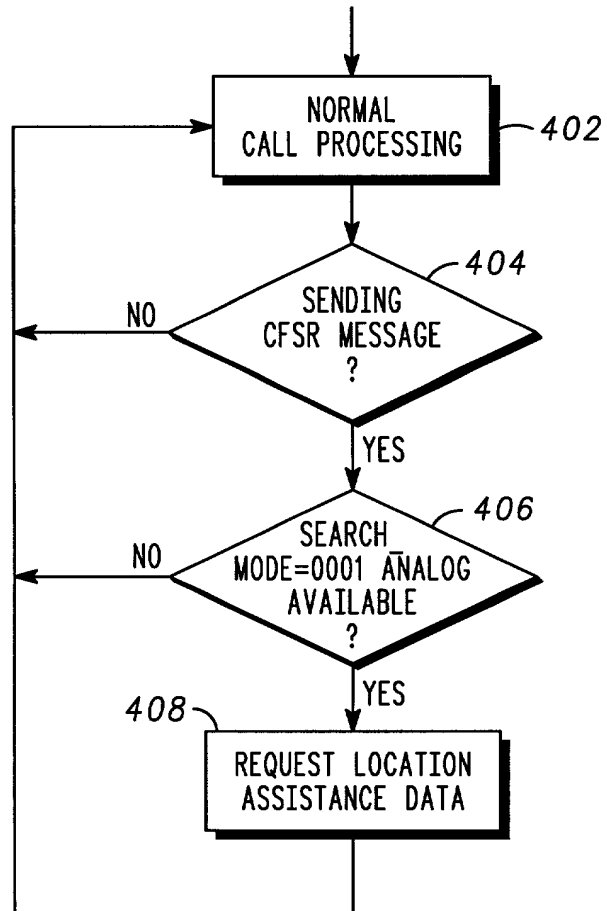 NORMAL
CALL PROCESSING
402
404
SENDING
CFSR MESSAGE
?
NO
YES
406
SEARCH_
MODE=0001 ANALOG
AVAILABLE
?
NO
YES
408
REQUEST LOCATION
ASSISTANCE DATA